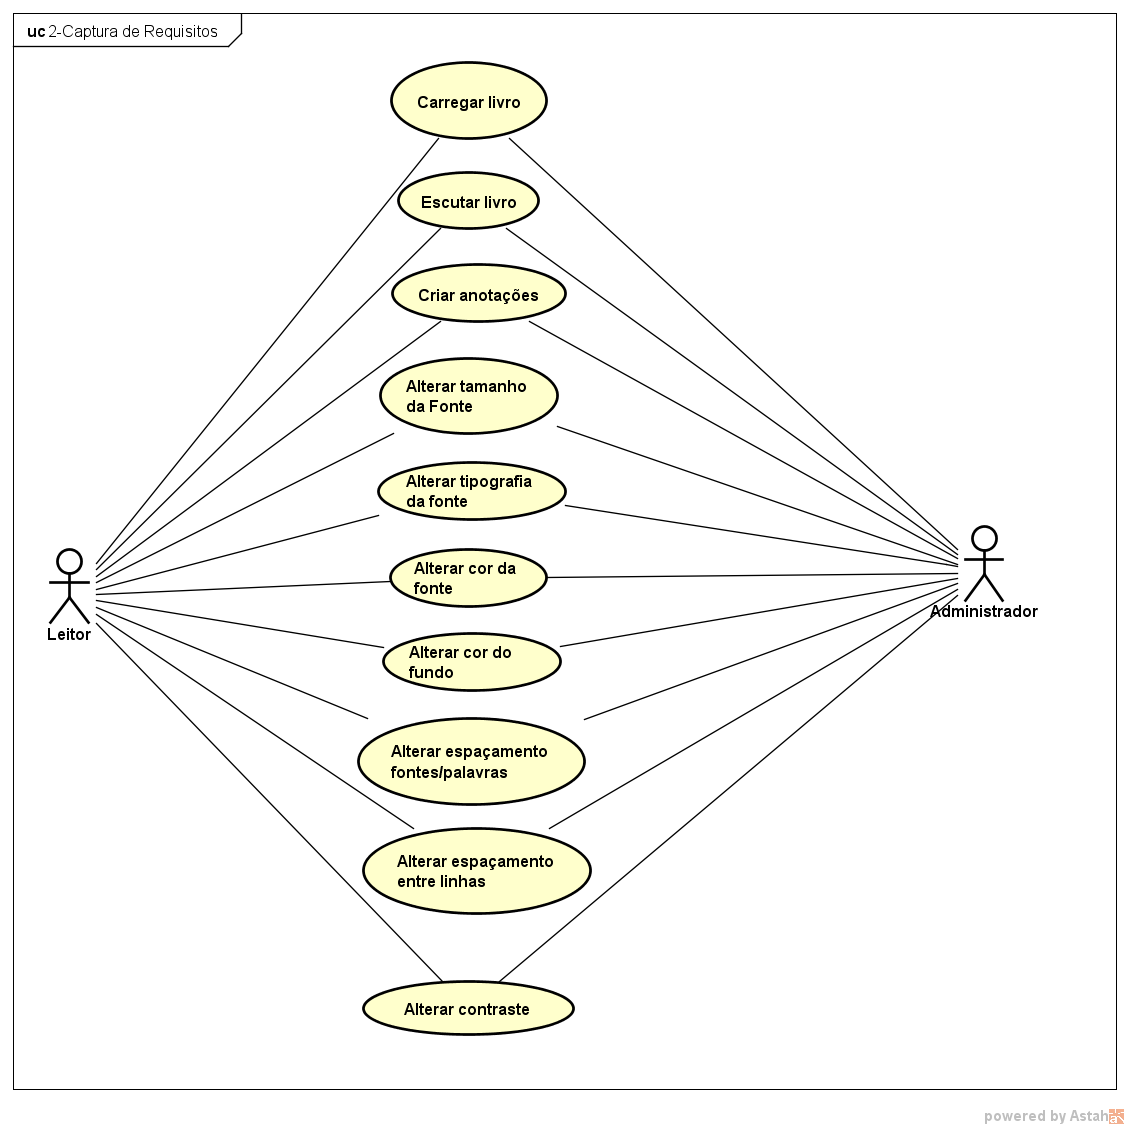 uc 2-Captura de Requisitos
Carregar livro
Escutar livro
Criar anotações
Alterar tamanho
da Fonte
Alterar tipografia
da fonte
Alterar cor da
fonte
Leitor
Administrador
Alterar cor do
fundo
Alterar espaçamento
fontes/palavras
Alterar espaçamento
entre linhas
Alterar contraste
powered by Astah